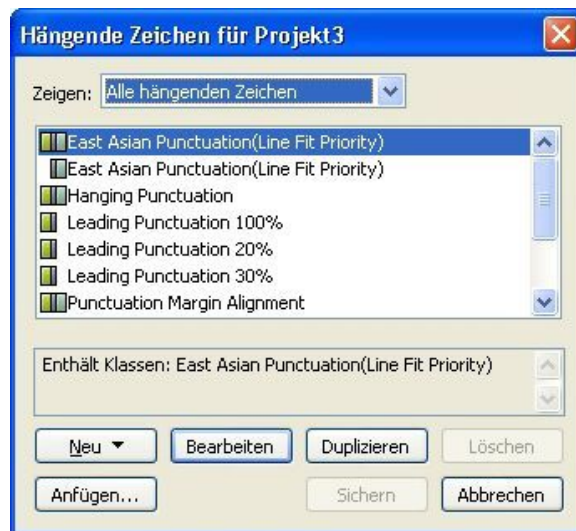 Hängende Zeichen für Projekt3
Zeigen: Alle hängenden Zeichen
East Asian Punctuation(Line Fit Priority)
East Asian Punctuation(Line Fit Priority)
Hanging Punctuation
Leading Punctuation 100%
Leading Punctuation 20%
Leading Punctuation 30%
Punctuation Margin Alignment
Enthält Klassen: East Asian Punctuation(Line Fit Priority)
Neu Bearbeiten Duplizieren Löschen
Anfügen... Sichern Abbrechen